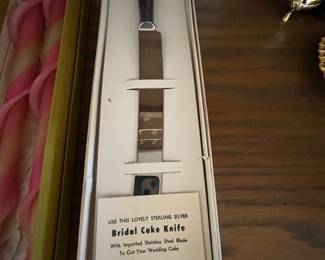 USE THIS LOVELY STERLING SILVER
Bridal Cake Knife
With Imported Stainless Steel Blade
To Cut Your Wedding Cake